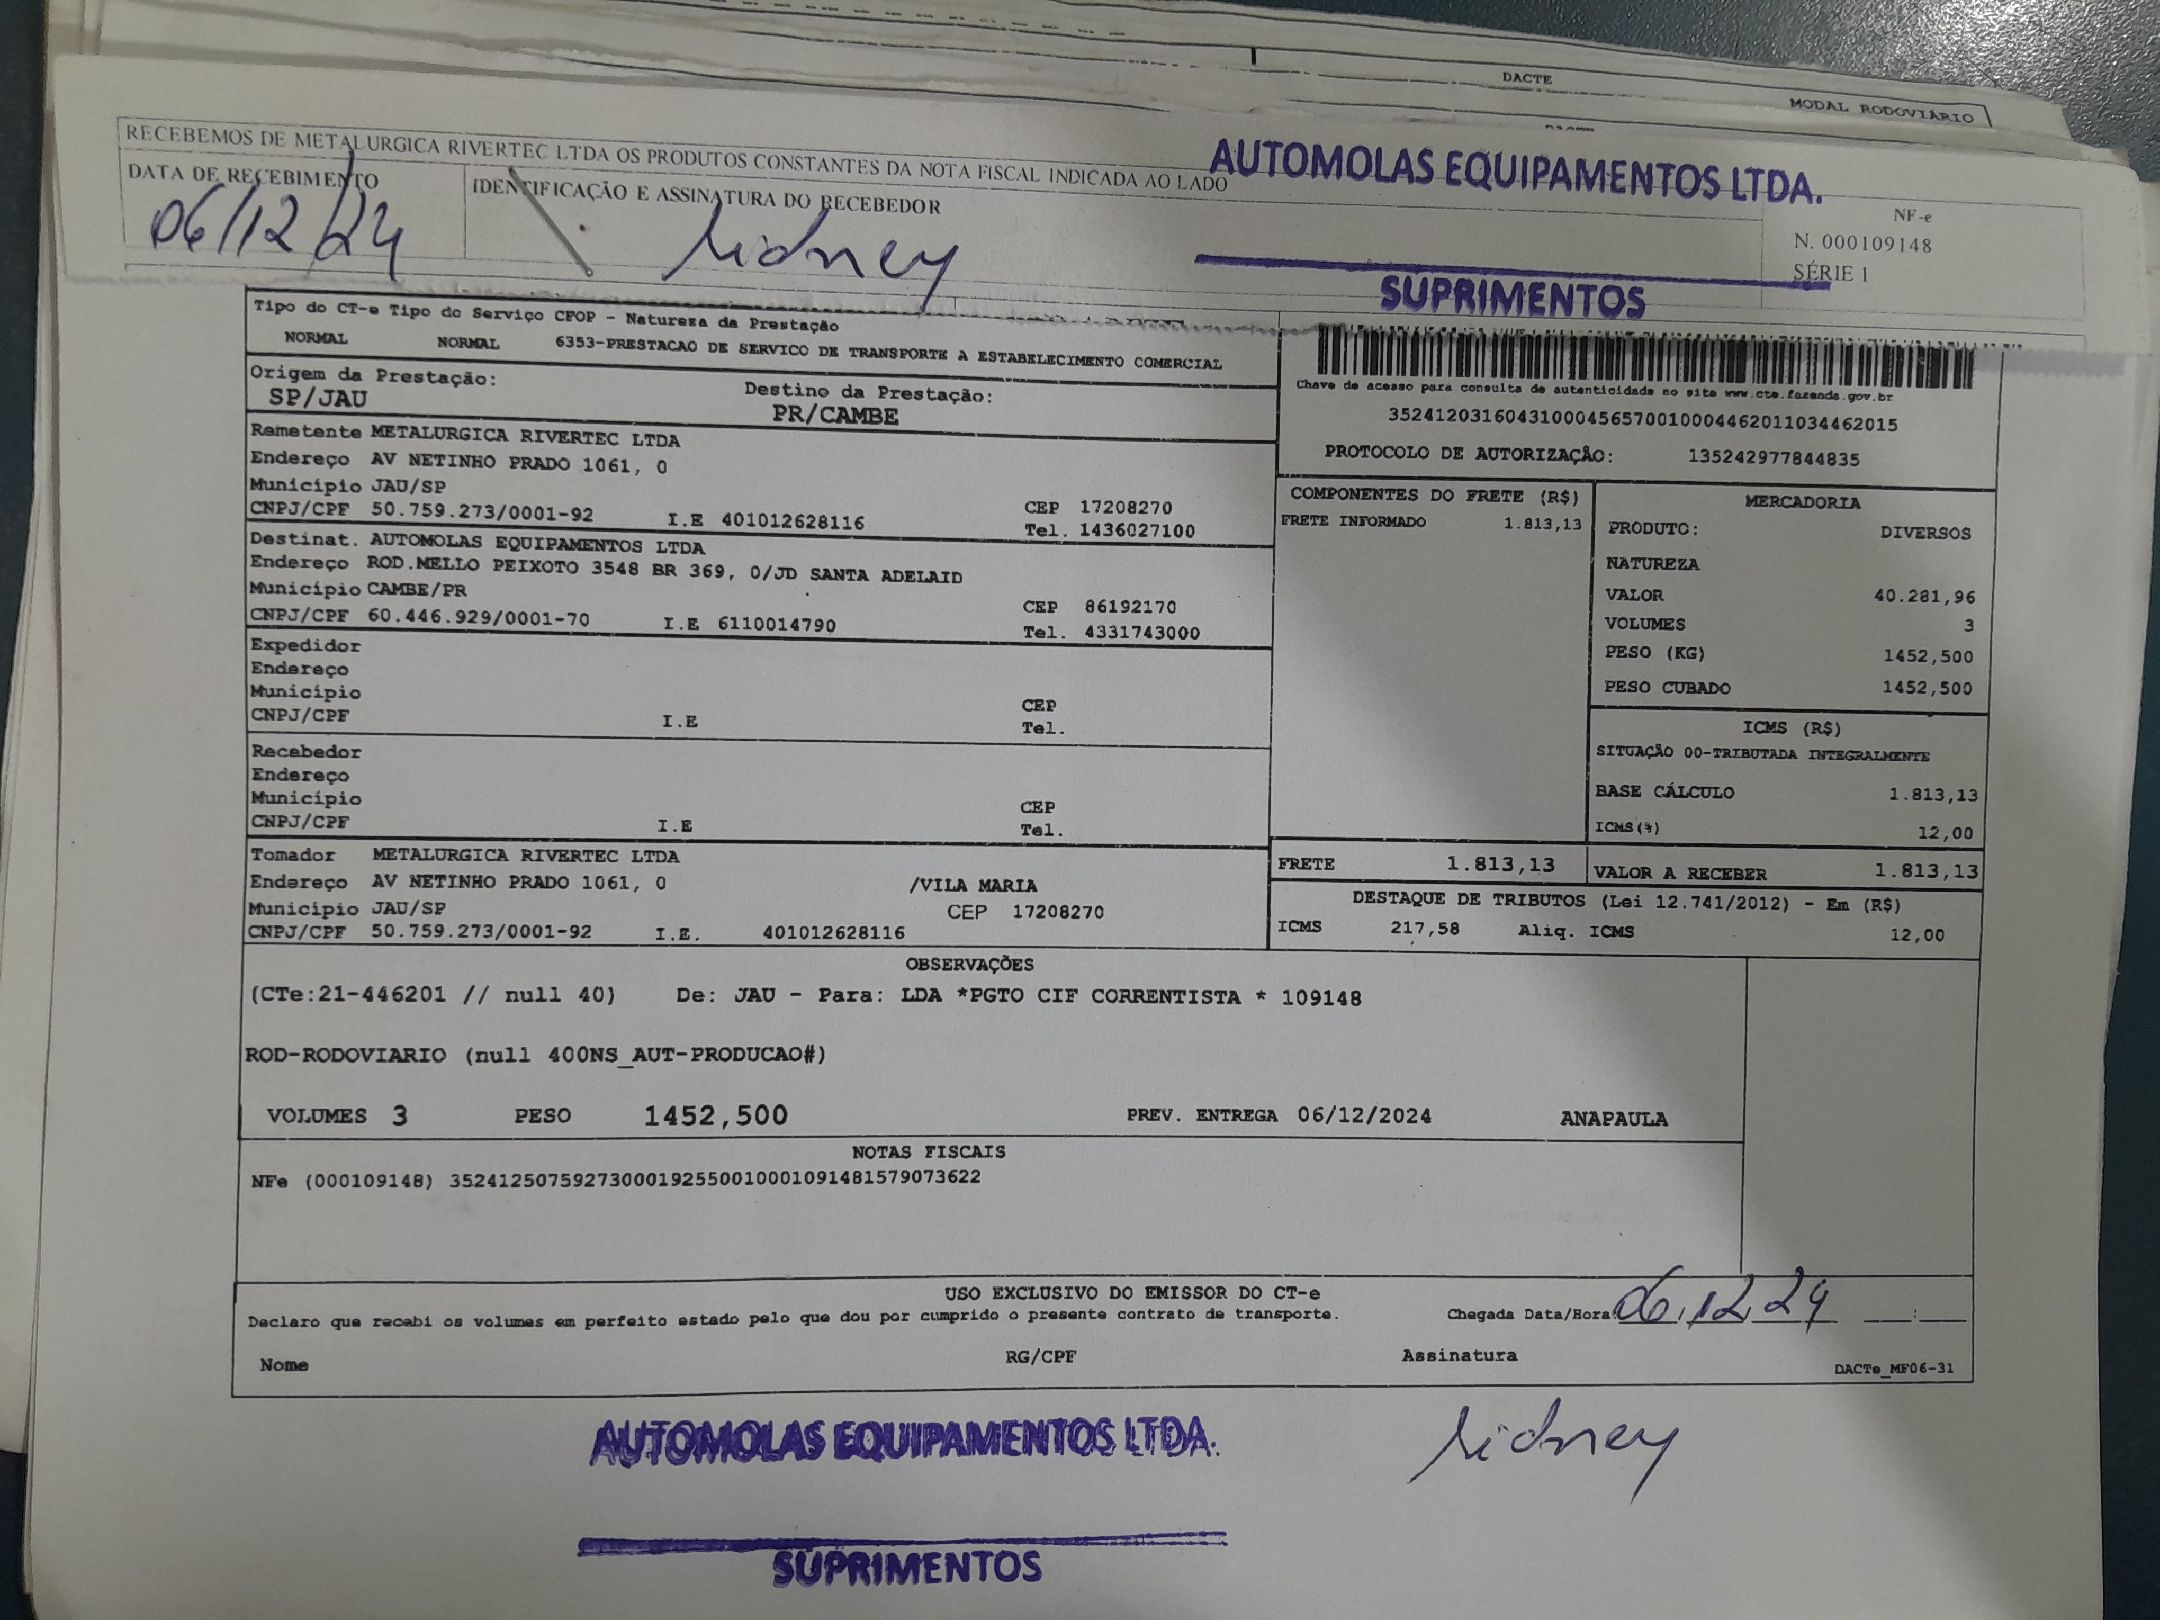 DACTE
MODAL RODOVIÁRIO
RECEBEMOS DE METALURGICA RIVERTEC LTDA OS PRODUTOS CONSTANTES DA NOTA FISCAL INDICADA AO LADO
AUTOMOLAS EQUIPAMENTOS LTDA.
DATA DE RECEBIMENTO
IDENTIFICAÇÃO E ASSINATURA DO RECEBEDOR
NF-e
06/12/24
sidney
N. 000109148
SÉRIE 1
SUPRIMENTOS
Tipo do CT-e Tipo do Serviço CFOP - Natureza da Prestação
NORMAL NORMAL 6353-PRESTACAO DE SERVICO DE TRANSPORTE A ESTABELECIMENTO COMERCIAL
Chave de acesso para consulta de autenticidade no site www.cte.fazenda.gov.br
35241203160431000456570010004462011034462015
PROTOCOLO DE AUTORIZAÇÃO: 135242977844835
Origem da Prestação: Destino da Prestação:
SP/JAU PR/CAMBE
Remetente METALURGICA RIVERTEC LTDA
Endereço AV NETINHO PRADO 1061, 0
Município JAU/SP CEP 17208270
CNPJ/CPF 50.759.273/0001-92 I.E 401012628116 Tel. 1436027100
Destinat. AUTOMOLAS EQUIPAMENTOS LTDA
Endereço ROD.MELLO PEIXOTO 3548 BR 369, 0/JD SANTA ADELAID
Município CAMBE/PR CEP 86192170
CNPJ/CPF 60.446.929/0001-70 I.E 6110014790 Tel. 4331743000
Expedidor
Endereço
Município CEP
CNPJ/CPF I.E Tel.
Recebedor
Endereço
Município CEP
CNPJ/CPF I.E Tel.
Tomador METALURGICA RIVERTEC LTDA
Endereço AV NETINHO PRADO 1061, 0 /VILA MARIA
Município JAU/SP CEP 17208270
CNPJ/CPF 50.759.273/0001-92 I.E. 401012628116
COMPONENTES DO FRETE (R$)
FRETE INFORMADO 1.813,13
MERCADORIA
PRODUTO: DIVERSOS
NATUREZA
VALOR 40.281,96
VOLUMES 3
PESO (KG) 1452,500
PESO CUBADO 1452,500
ICMS (R$)
SITUAÇÃO 00-TRIBUTADA INTEGRALMENTE
BASE CÁLCULO 1.813,13
ICMS(%) 12,00
FRETE 1.813,13 VALOR A RECEBER 1.813,13
DESTAQUE DE TRIBUTOS (Lei 12.741/2012) - Em (R$)
ICMS 217,58 Aliq. ICMS 12,00
OBSERVAÇÕES
(CTe:21-446201 // null 40) De: JAU - Para: LDA *PGTO CIF CORRENTISTA * 109148
ROD-RODOVIARIO (null 400NS_AUT-PRODUCAO#)
VOLUMES 3 PESO 1452,500 PREV. ENTREGA 06/12/2024 ANAPAULA
NOTAS FISCAIS
NFe (000109148) 35241250759273000192550010001091481579073622
USO EXCLUSIVO DO EMISSOR DO CT-e
Declaro que recebi os volumes em perfeito estado pelo que dou por cumprido o presente contrato de transporte. Chegada Data/Hora: 06.12.24 __:__
Nome RG/CPF Assinatura DACTe_MF06-31
AUTOMOLAS EQUIPAMENTOS LTDA.
sidney
SUPRIMENTOS